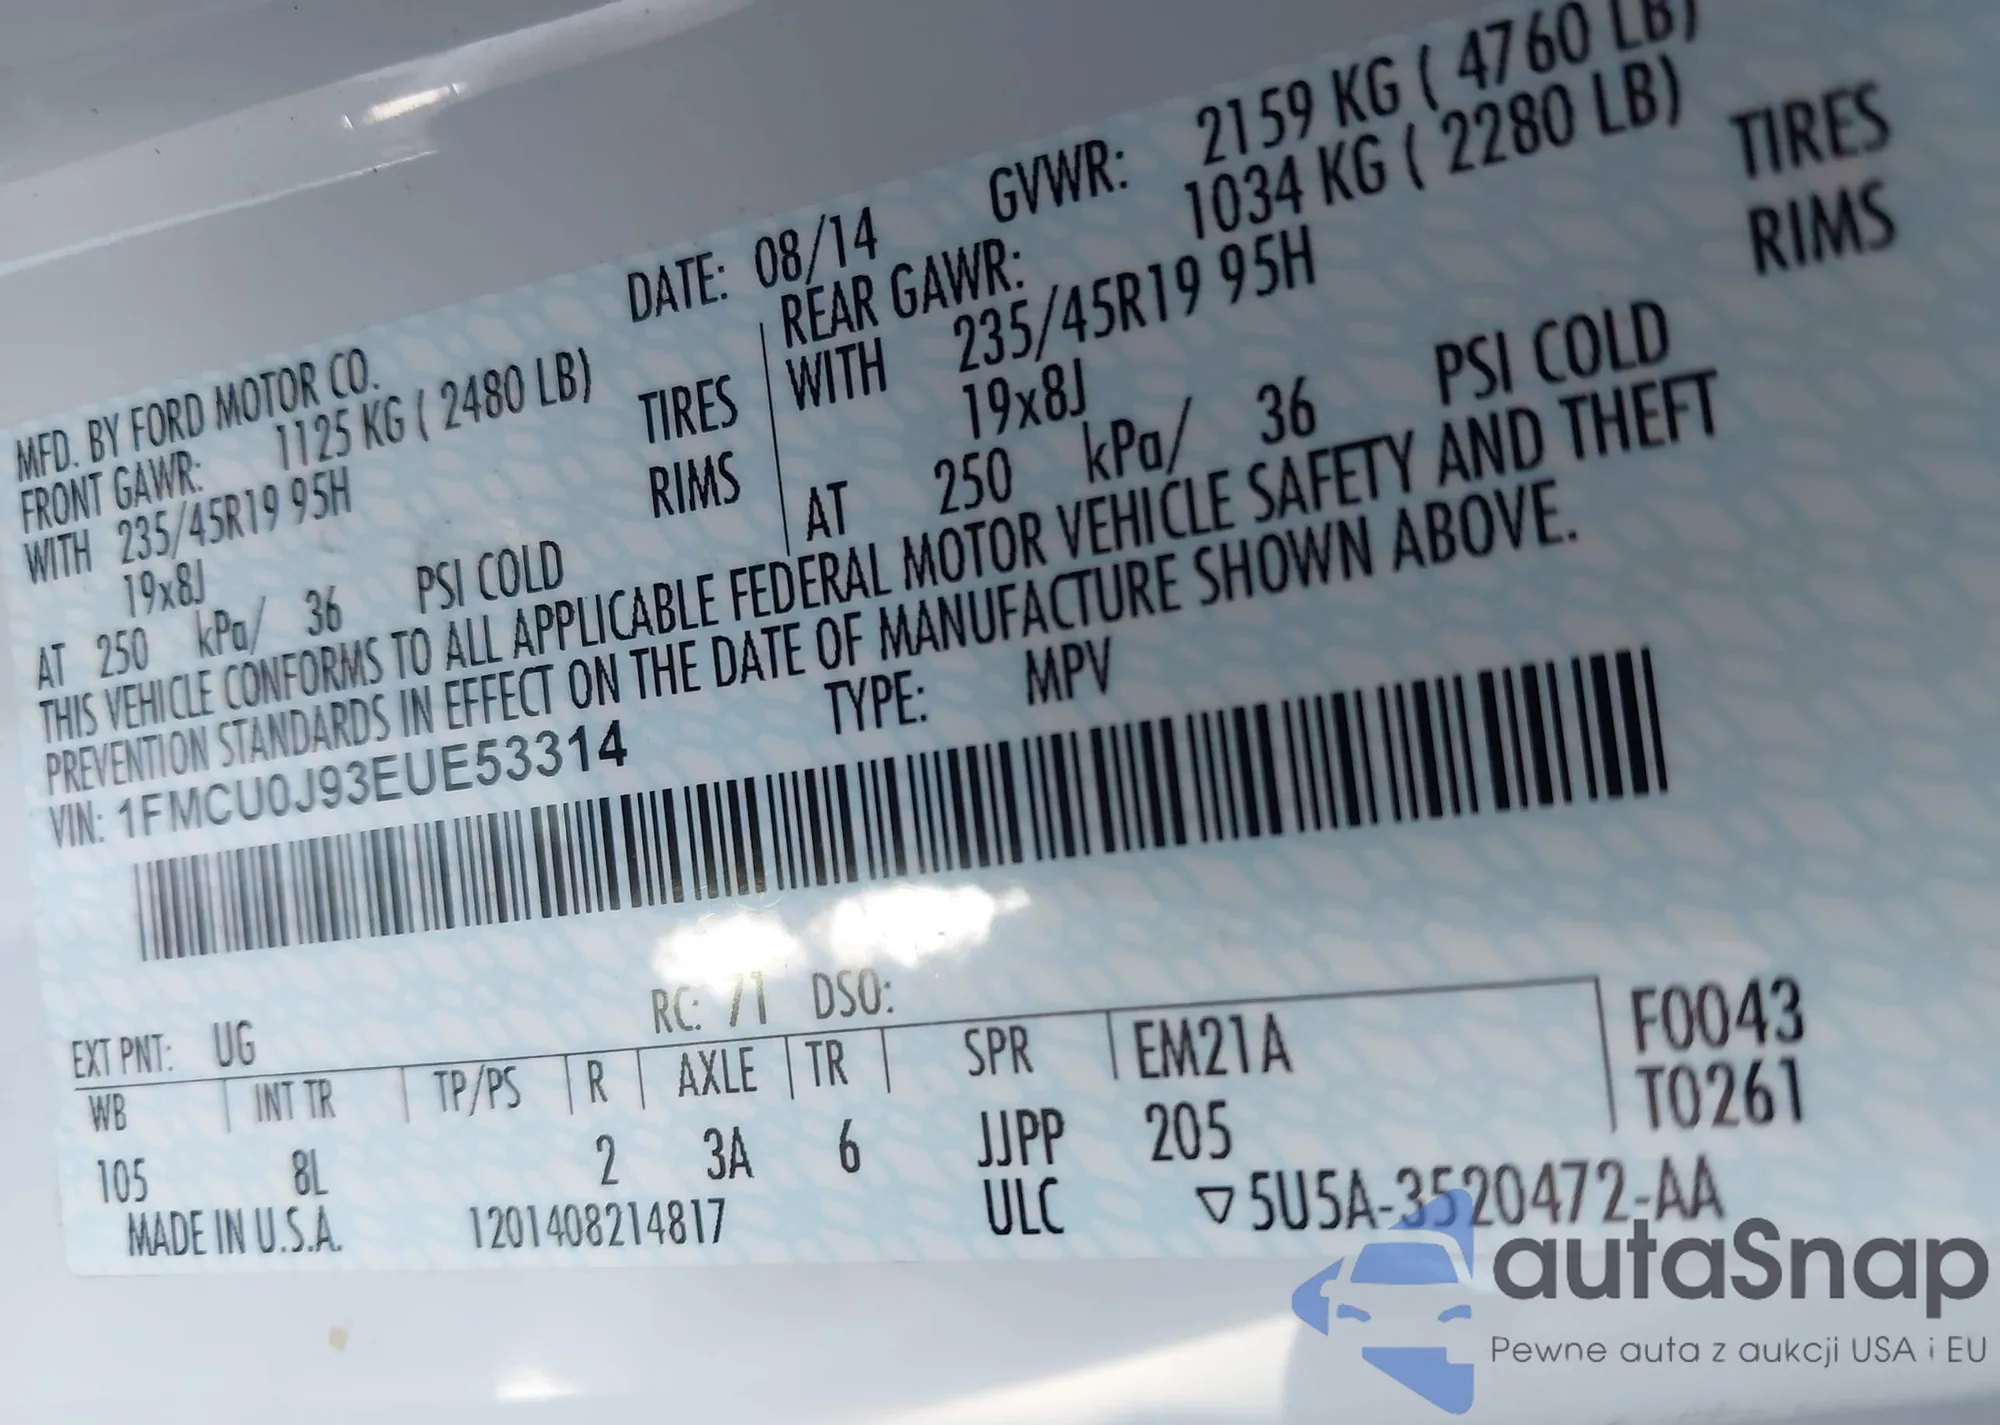 MFD. BY FORD MOTOR CO.
DATE: 08/14 GVWR: 2159 KG ( 4760 LB)
FRONT GAWR: 1125 KG ( 2480 LB)
WITH 235/45R19 95H TIRES
19x8J RIMS
AT 250 kPa/ 36 PSI COLD
REAR GAWR: 1034 KG ( 2280 LB)
WITH 235/45R19 95H TIRES
19x8J RIMS
AT 250 kPa/ 36 PSI COLD
THIS VEHICLE CONFORMS TO ALL APPLICABLE FEDERAL MOTOR VEHICLE SAFETY AND THEFT
PREVENTION STANDARDS IN EFFECT ON THE DATE OF MANUFACTURE SHOWN ABOVE.
VIN: 1FMCU0J93EUE53314 TYPE: MPV
EXT PNT: UG RC: 71 DSO:
WB INT TR TP/PS R AXLE TR SPR EM21A F0043
105 8L 2 3A 6 JJPP 205 T0261
MADE IN U.S.A. 1201408214817 ULC ▽5U5A-3520472-AA
autaSnap
Pewne auta z aukcji USA i EU